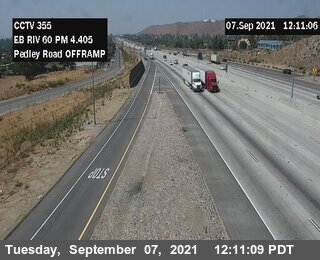 CCTV 355
EB RIV 60 PM 4.405
Pedley Road OFFRAMP
07.Sep 2021 12:11:06
STOP
Tuesday, September 07, 2021 12:11:09 PDT